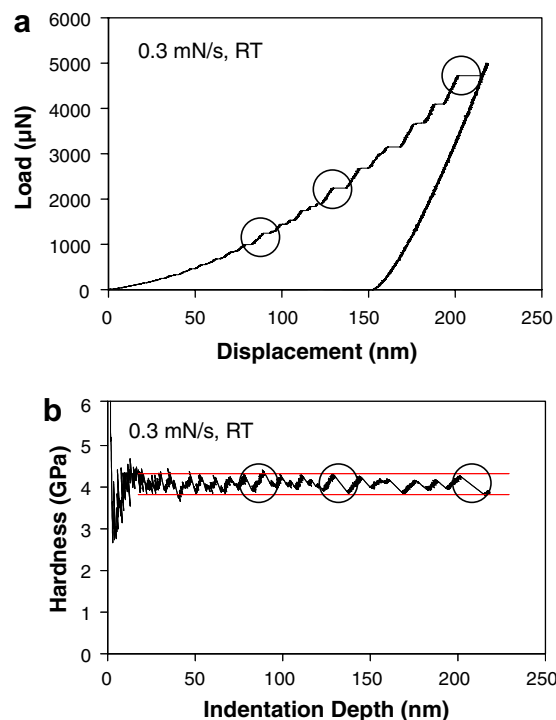 a
6000
5000
4000
3000
2000
1000
0
Load (µN)
0.3 mN/s, RT
0 50 100 150 200 250
Displacement (nm)
b
6
5
4
3
2
1
0
Hardness (GPa)
0.3 mN/s, RT
0 50 100 150 200
Indentation Depth (nm)